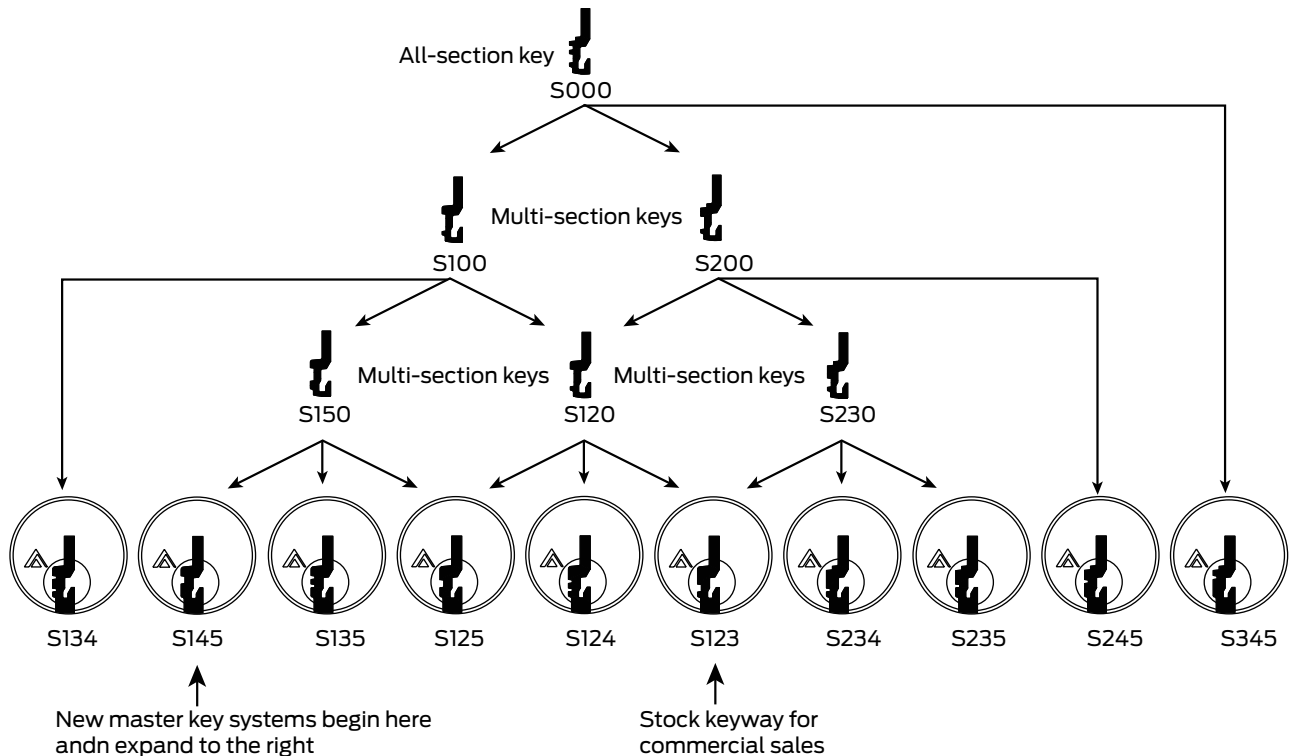 All-section key
S000
Multi-section keys
S100
S200
Multi-section keys
Multi-section keys
S150
S120
S230
S134
S145
S135
S125
S124
S123
S234
S235
S245
S345
New master key systems begin here
andn expand to the right
Stock keyway for
commercial sales